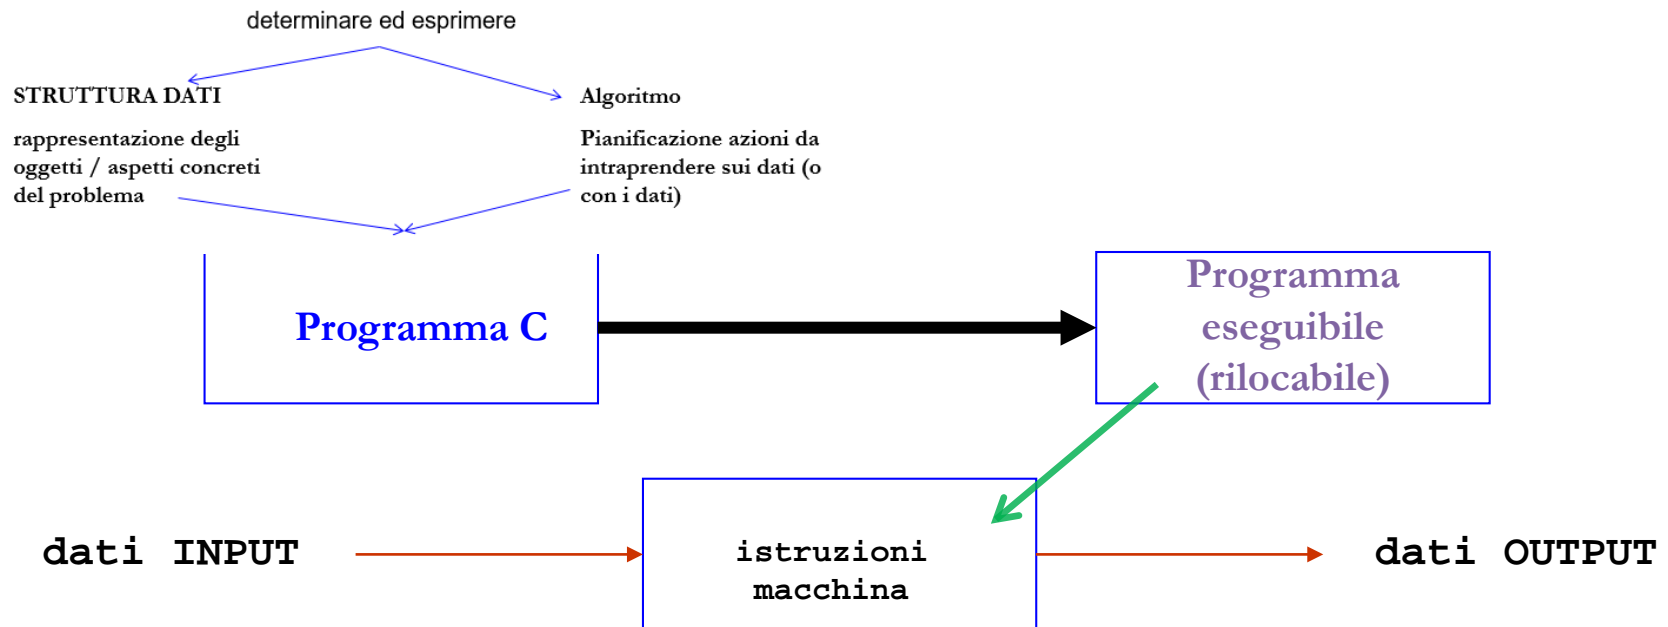 determinare ed esprimere
STRUTTURA DATI
rappresentazione degli
oggetti / aspetti concreti
del problema
Algoritmo
Pianificazione azioni da
intraprendere sui dati (o
con i dati)
Programma C
Programma
eseguibile
(rilocabile)
dati INPUT
istruzioni
macchina
dati OUTPUT